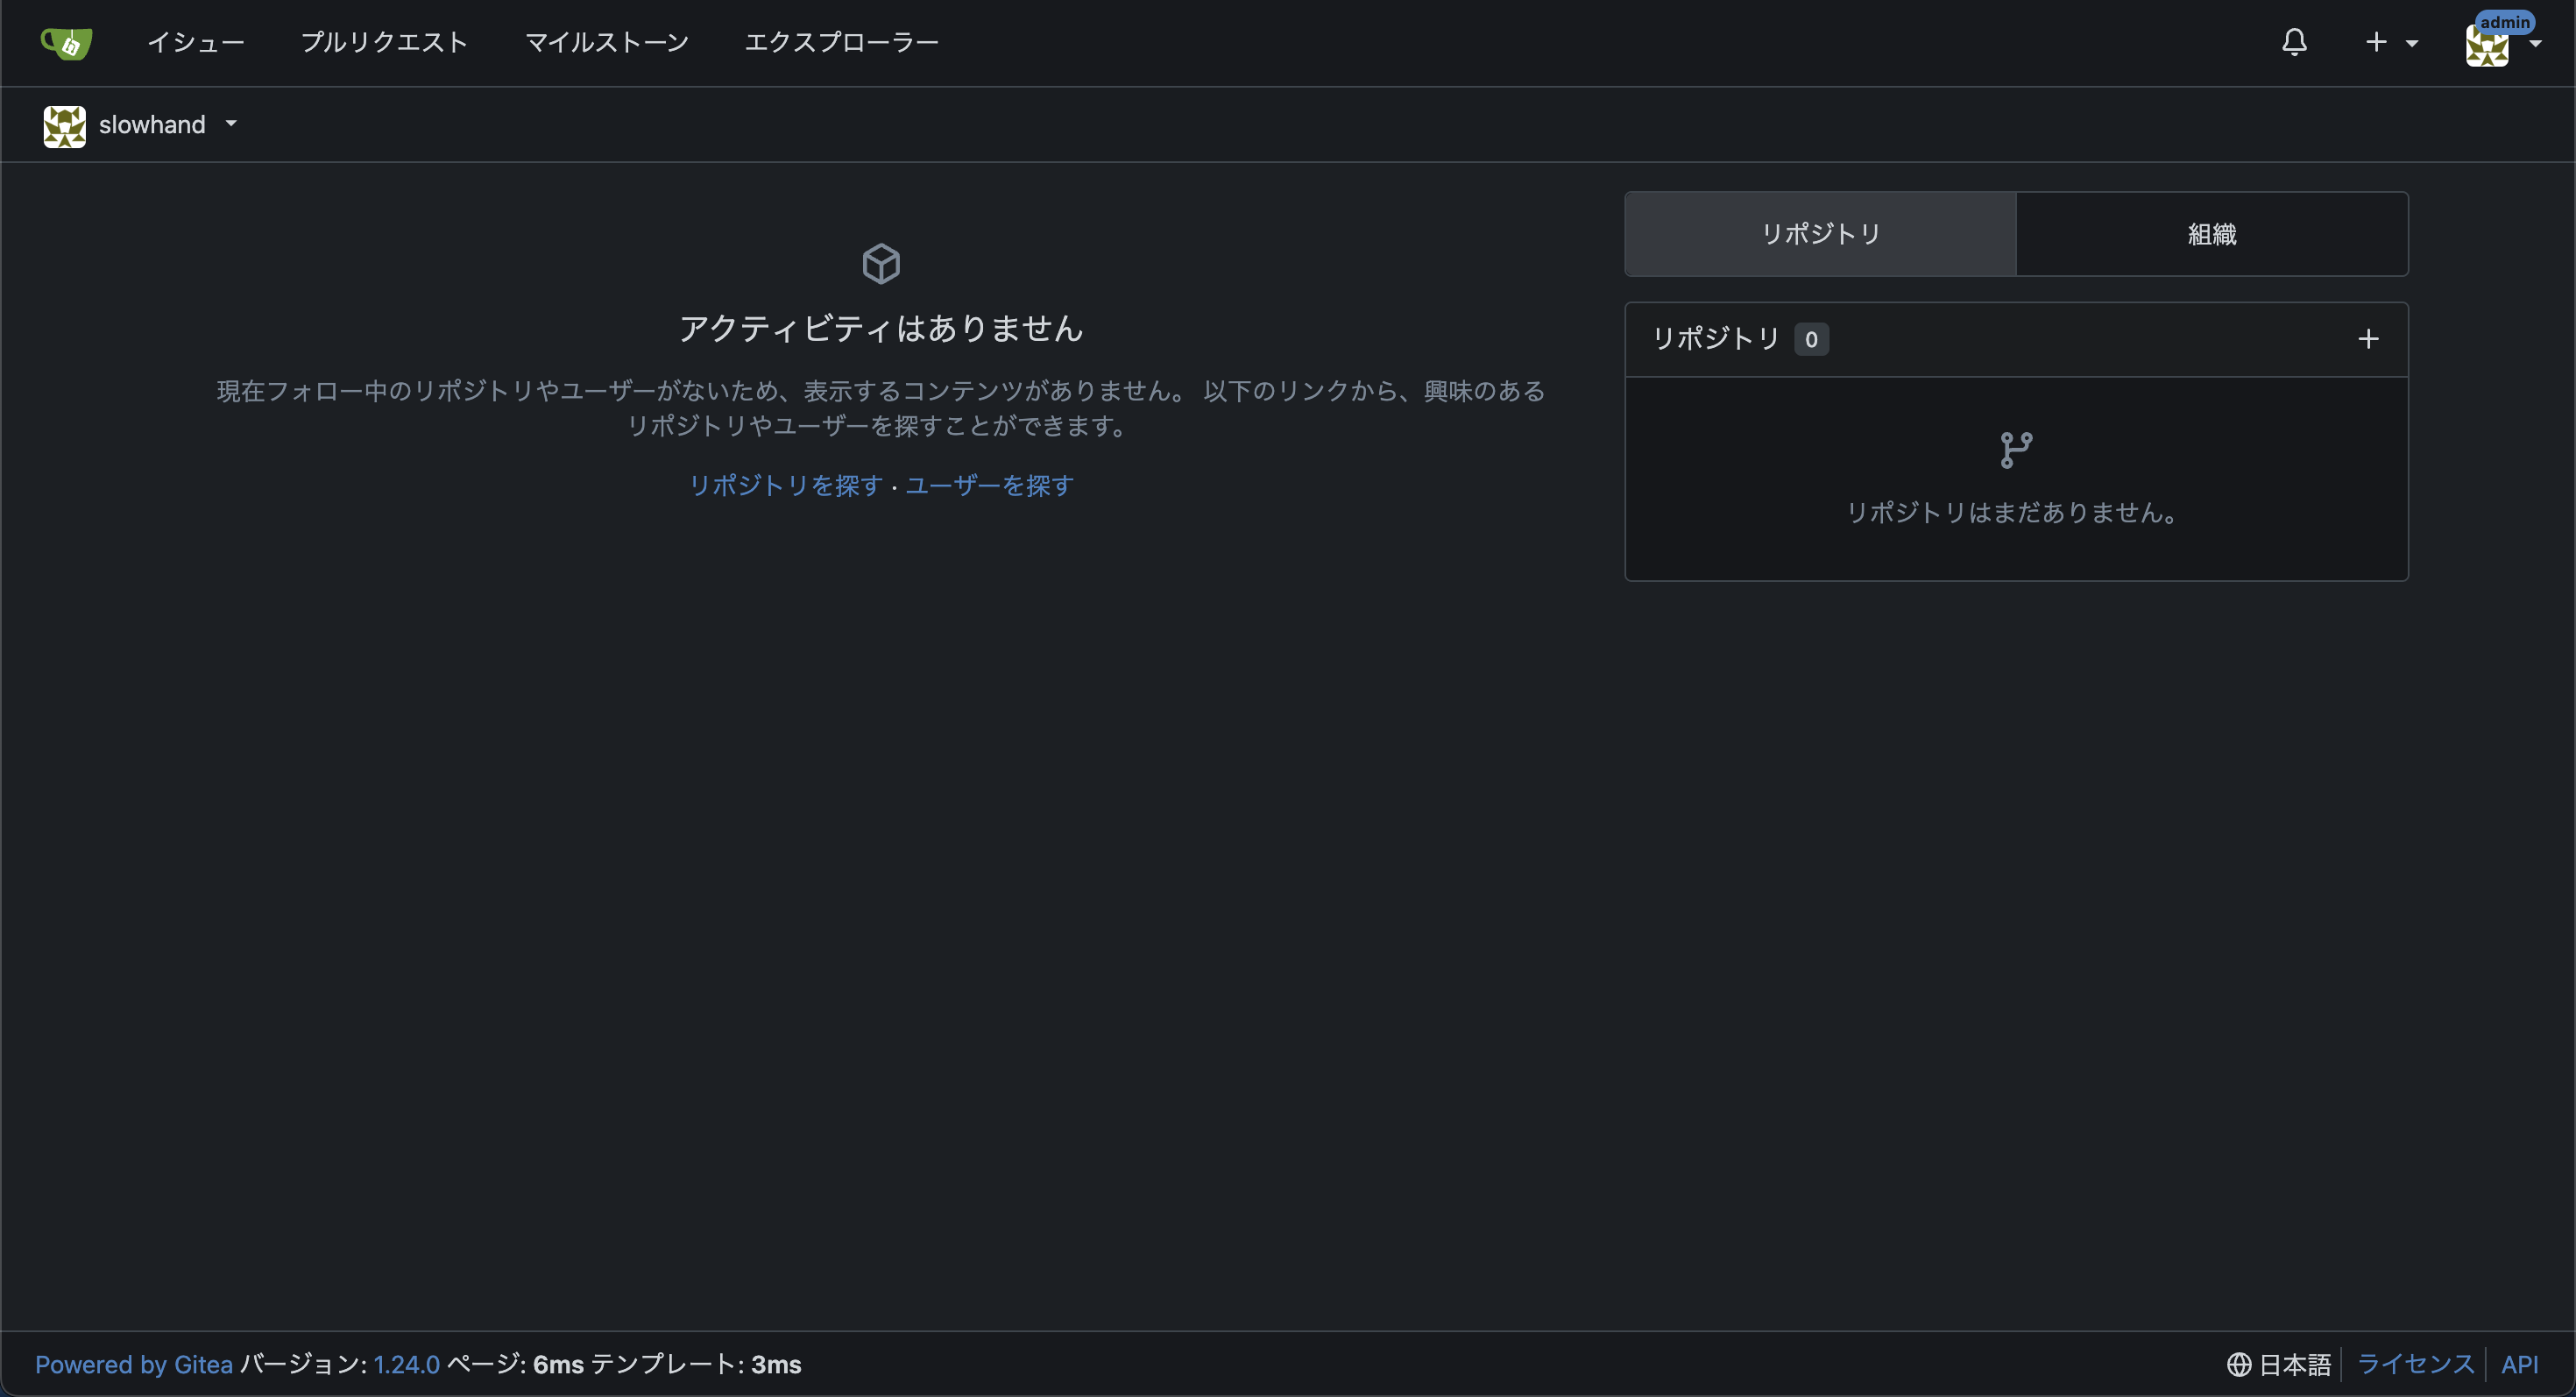 イシュー プルリクエスト マイルストーン エクスプローラー admin
slowhand
リポジトリ 組織
アクティビティはありません
現在フォロー中のリポジトリやユーザーがないため、表示するコンテンツがありません。 以下のリンクから、興味のある
リポジトリやユーザーを探すことができます。
リポジトリを探す · ユーザーを探す
リポジトリ 0
リポジトリはまだありません。
Powered by Gitea バージョン: 1.24.0 ページ: 6ms テンプレート: 3ms
日本語 ライセンス API